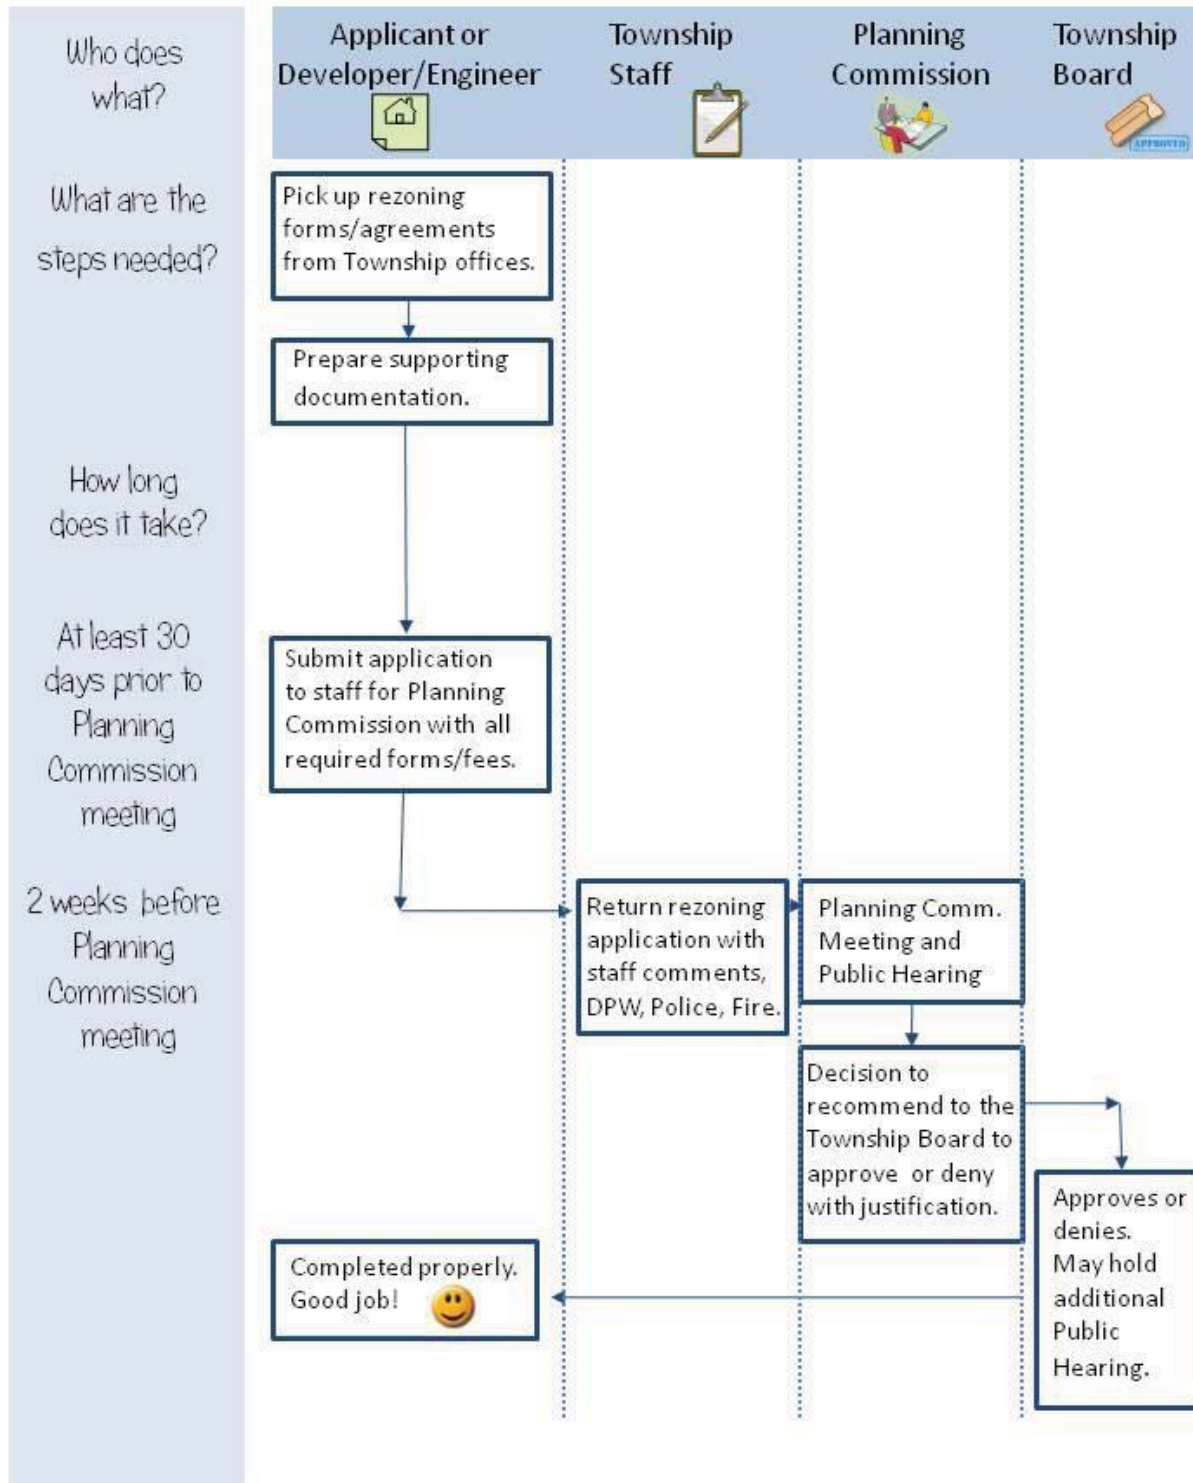 Who does
what?
Applicant or
Developer/Engineer
Township
Staff
Planning
Commission
Township
Board
APPROVED
What are the
steps needed?
Pick up rezoning
forms/agreements
from Township offices.
Prepare supporting
documentation.
How long
does it take?
At least 30
days prior to
Planning
Commission
meeting
Submit application
to staff for Planning
Commission with all
required forms/fees.
2 weeks before
Planning
Commission
meeting
Return rezoning
application with
staff comments,
DPW, Police, Fire.
Planning Comm.
Meeting and
Public Hearing
Decision to
recommend to the
Township Board to
approve or deny
with justification.
Approves or
denies.
May hold
additional
Public
Hearing.
Completed properly.
Good job!